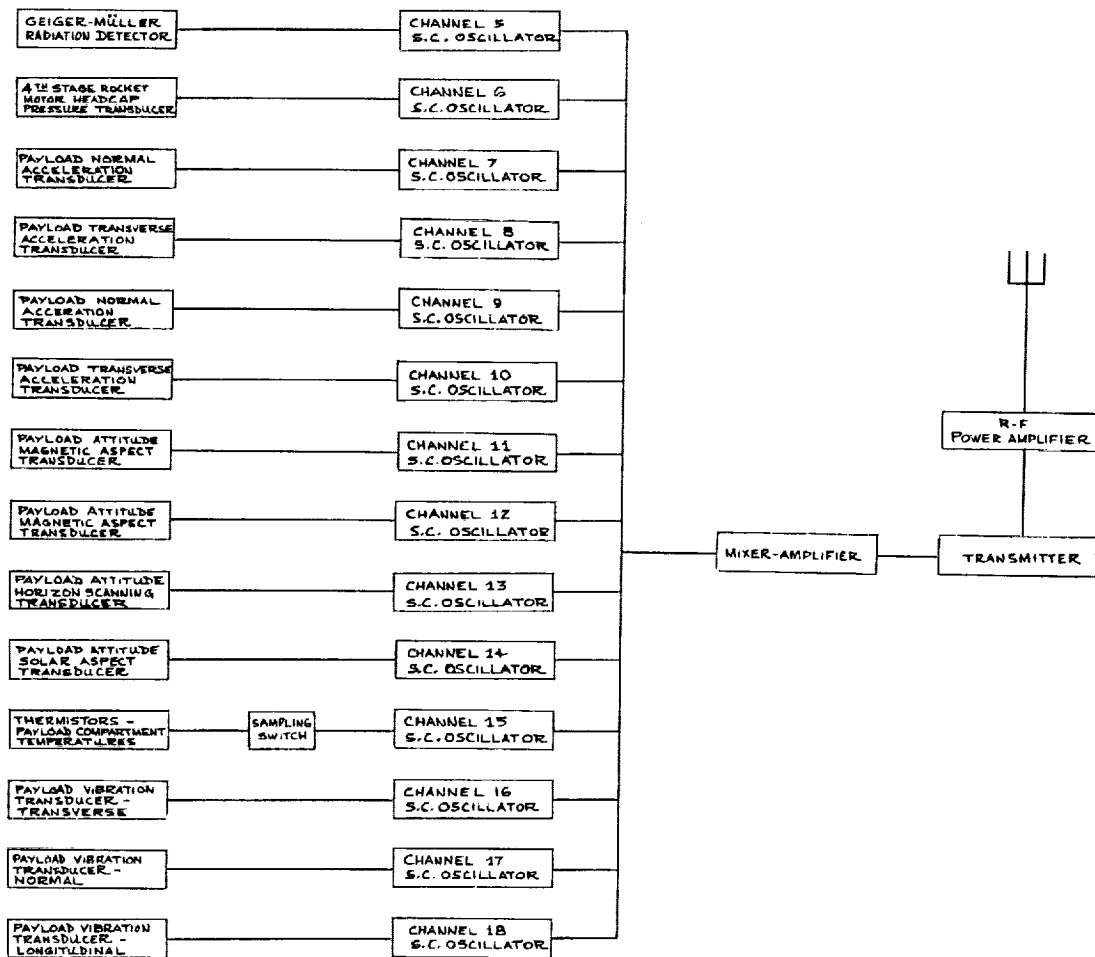 GEIGER-MÜLLER
RADIATION DETECTOR
CHANNEL 5
S.C. OSCILLATOR
4TH STAGE ROCKET
MOTOR HEADCAP
PRESSURE TRANSDUCER
CHANNEL 6
S.C. OSCILLATOR
PAYLOAD NORMAL
ACCELERATION
TRANSDUCER
CHANNEL 7
S.C. OSCILLATOR
PAYLOAD TRANSVERSE
ACCELERATION
TRANSDUCER
CHANNEL 8
S.C. OSCILLATOR
PAYLOAD NORMAL
ACCERATION
TRANSDUCER
CHANNEL 9
S.C. OSCILLATOR
PAYLOAD TRANSVERSE
ACCELERATION
TRANSDUCER
CHANNEL 10
S.C. OSCILLATOR
PAYLOAD ATTITUDE
MAGNETIC ASPECT
TRANSDUCER
CHANNEL 11
S.C. OSCILLATOR
PAYLOAD ATTITUDE
MAGNETIC ASPECT
TRANSDUCER
CHANNEL 12
S.C. OSCILLATOR
PAYLOAD ATTITUDE
HORIZON SCANNING
TRANSDUCER
CHANNEL 13
S.C. OSCILLATOR
PAYLOAD ATTITUDE
SOLAR ASPECT
TRANSDUCER
CHANNEL 14
S.C. OSCILLATOR
THERMISTORS -
PAYLOAD COMPARTMENT
TEMPERATURES
SAMPLING
SWITCH
CHANNEL 15
S.C. OSCILLATOR
PAYLOAD VIBRATION
TRANSDUCER -
TRANSVERSE
CHANNEL 16
S.C. OSCILLATOR
PAYLOAD VIBRATION
TRANSDUCER -
NORMAL
CHANNEL 17
S.C. OSCILLATOR
PAYLOAD VIBRATION
TRANSDUCER -
LONGITUDINAL
CHANNEL 18
S.C. OSCILLATOR
MIXER-AMPLIFIER
TRANSMITTER
R-F
POWER AMPLIFIER